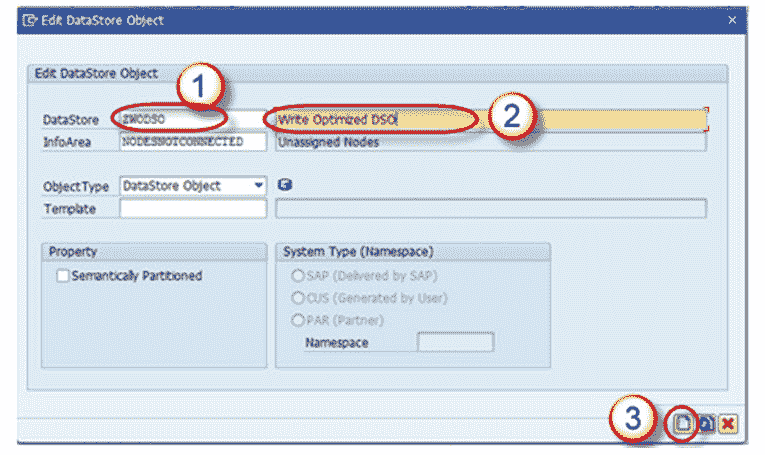 Edit DataStore Object
Edit DataStore Object
1
DataStore ZWODSO Write Optimized DSO 2
InfoArea NODESNOTCONNECTED Unassigned Nodes
ObjectType DataStore Object
Template
Property System Type (Namespace)
Semantically Partitioned SAP (Delivered by SAP)
CUS (Generated by User)
PAR (Partner)
Namespace
3